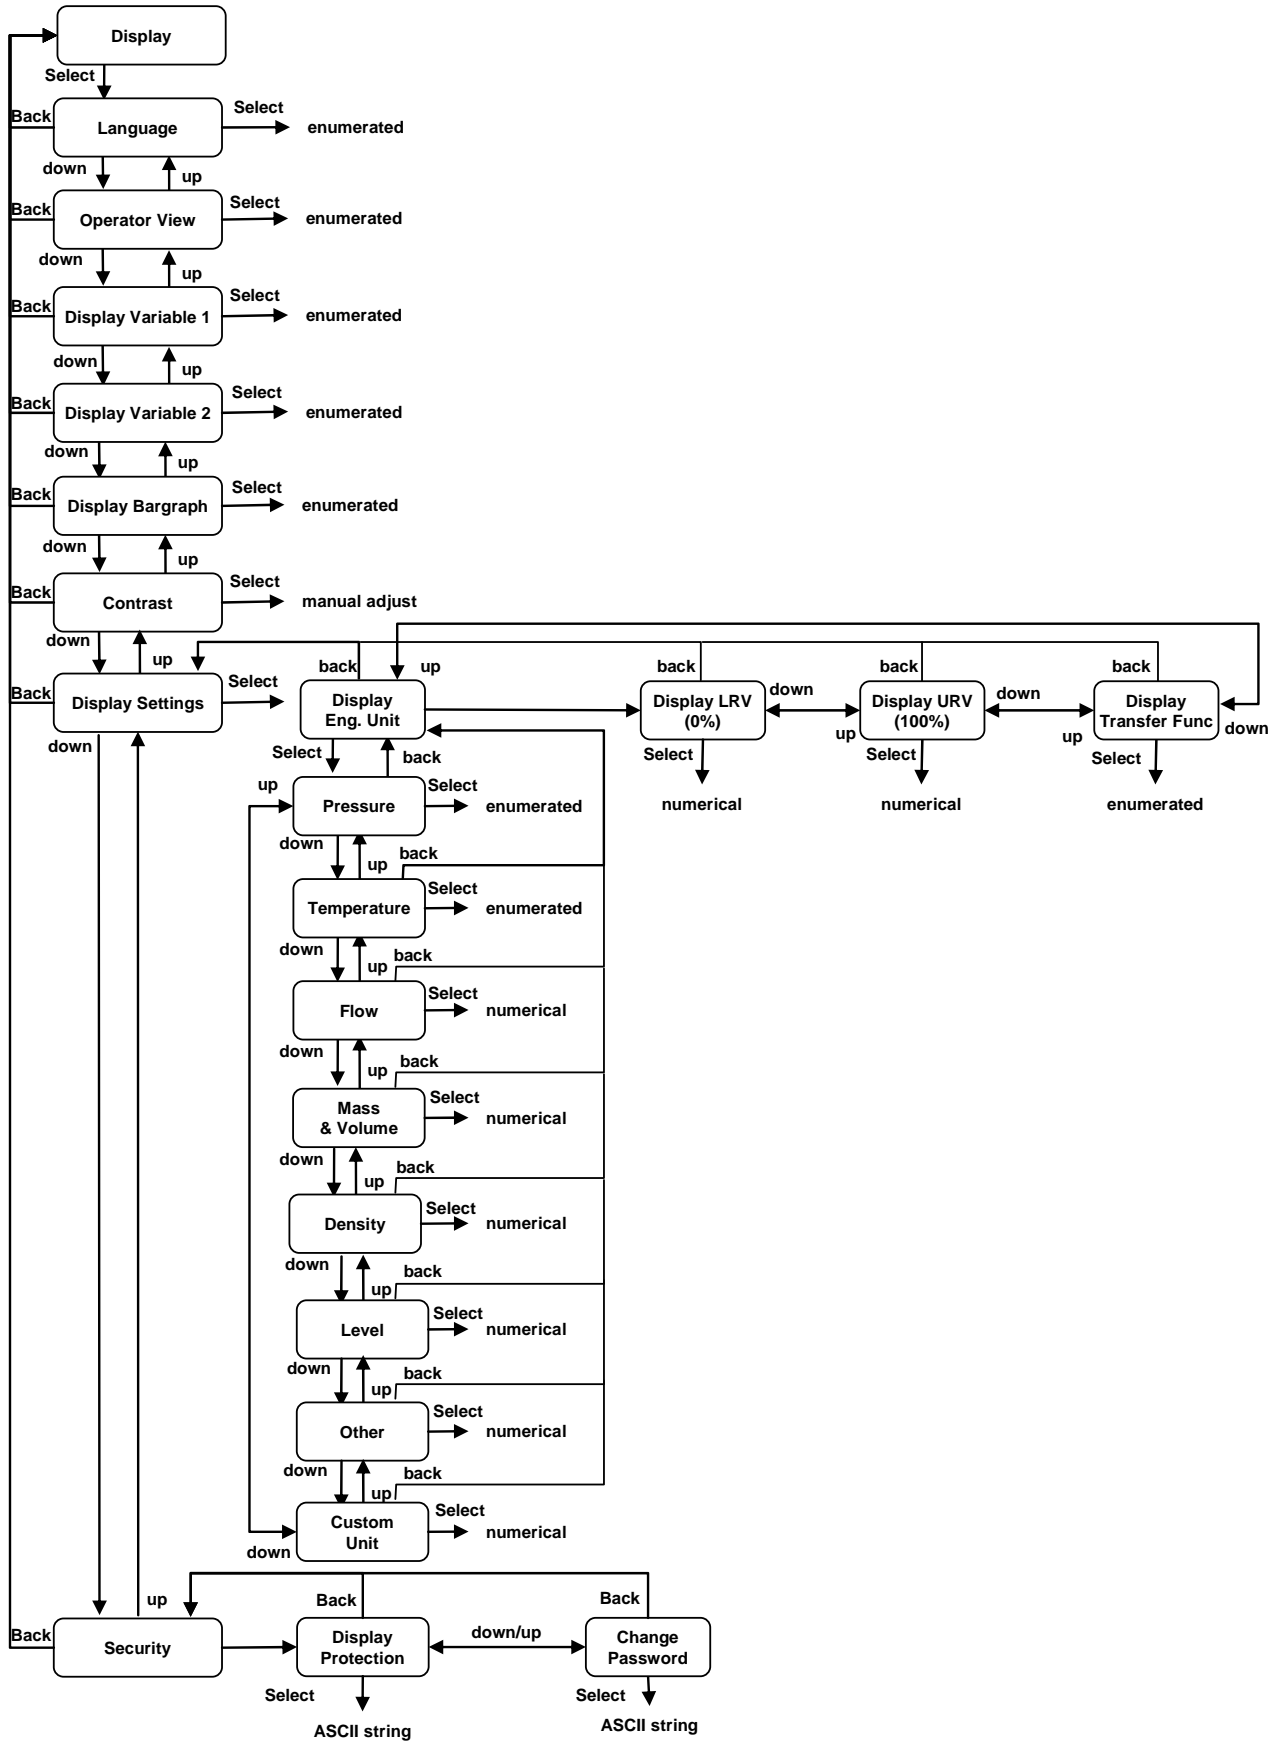 Display
Select
Back
Language
Select
enumerated
down
up
Back
Operator View
Select
enumerated
down
up
Back
Display Variable 1
Select
enumerated
down
up
Back
Display Variable 2
Select
enumerated
down
up
Back
Display Bargraph
Select
enumerated
down
up
Back
Contrast
Select
manual adjust
down
up
Back
Display Settings
Select
back
up
Display
Eng. Unit
back
Display LRV
(0%)
down
up
back
Display URV
(100%)
down
up
back
Display
Transfer Func
down
Select
numerical
Select
numerical
Select
enumerated
down
Select
back
up
Pressure
Select
enumerated
down
up
back
Temperature
Select
enumerated
down
up
back
Flow
Select
numerical
down
up
back
Mass
& Volume
Select
numerical
down
up
back
Density
Select
numerical
down
up
back
Level
Select
numerical
down
up
back
Other
Select
numerical
down
up
back
Custom
Unit
Select
numerical
down
up
Back
Security
Back
Display
Protection
down/up
Back
Change
Password
Select
ASCII string
Select
ASCII string